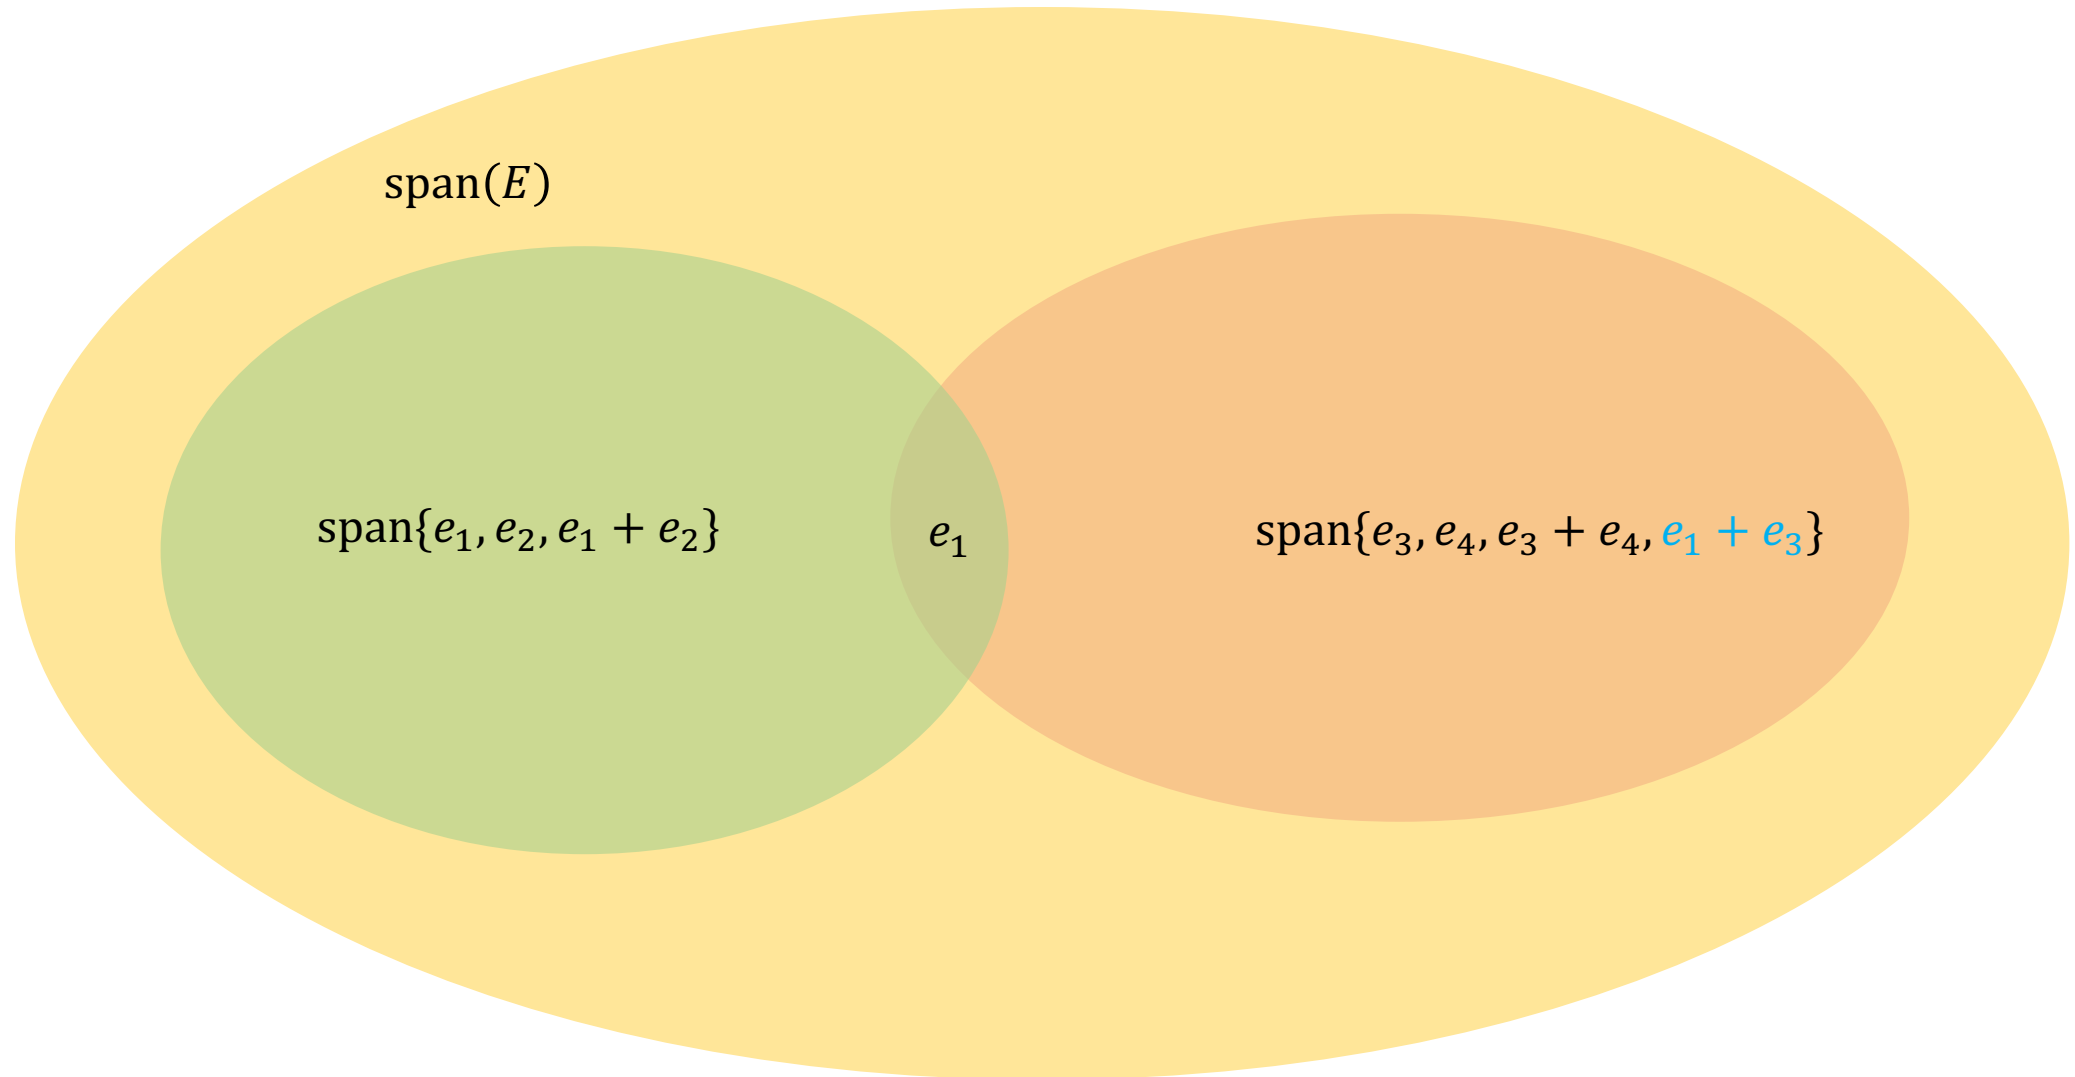 span(E)
span{e₁, e₂, e₁ + e₂}
e₁
span{e₃, e₄, e₃ + e₄, e₁ + e₃}